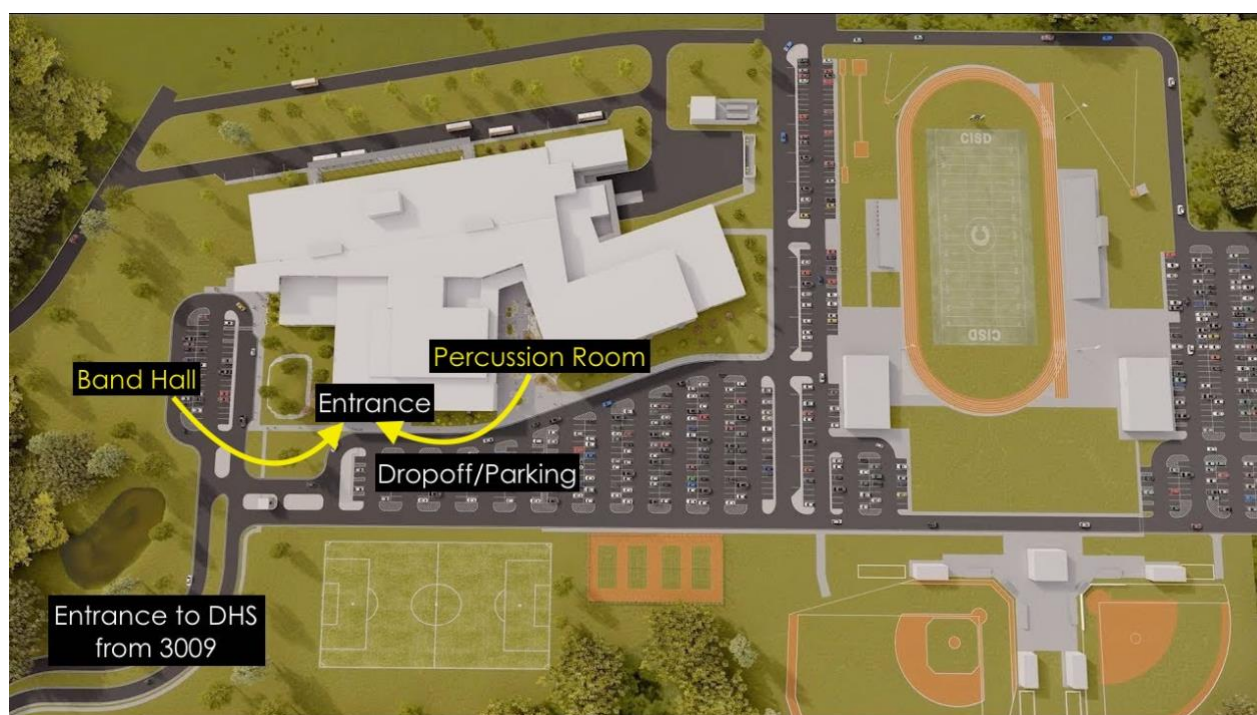 CISD
C
CISD
Percussion Room
Band Hall
Entrance
Dropoff/Parking
Entrance to DHS
from 3009